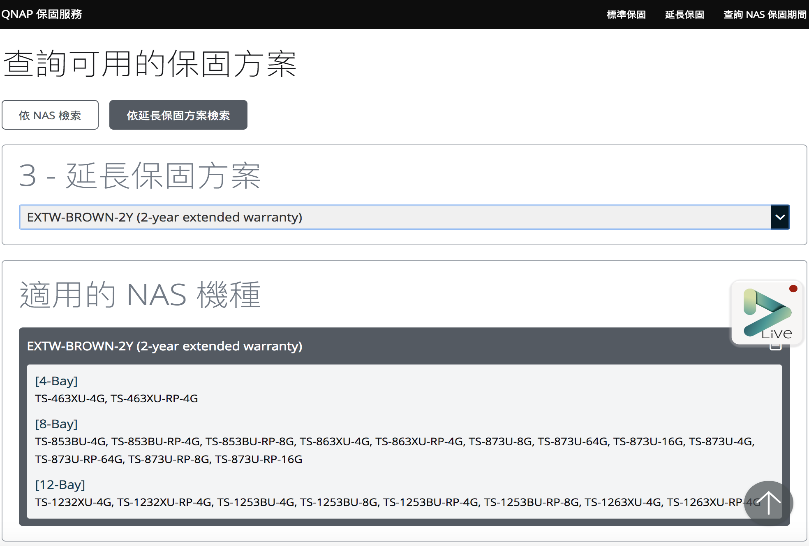 QNAP 保固服務
標準保固 延長保固 查詢 NAS 保固期間
查詢可用的保固方案
依 NAS 檢索 依延長保固方案檢索
3 - 延長保固方案
EXTW-BROWN-2Y (2-year extended warranty)
適用的 NAS 機種
Live
EXTW-BROWN-2Y (2-year extended warranty)
[4-Bay]
TS-463XU-4G, TS-463XU-RP-4G
[8-Bay]
TS-853BU-4G, TS-853BU-RP-4G, TS-853BU-RP-8G, TS-863XU-4G, TS-863XU-RP-4G, TS-873U-8G, TS-873U-64G, TS-873U-16G, TS-873U-4G,
TS-873U-RP-64G, TS-873U-RP-8G, TS-873U-RP-16G
[12-Bay]
TS-1232XU-4G, TS-1232XU-RP-4G, TS-1253BU-4G, TS-1253BU-8G, TS-1253BU-RP-4G, TS-1253BU-RP-8G, TS-1263XU-4G, TS-1263XU-RP-4G